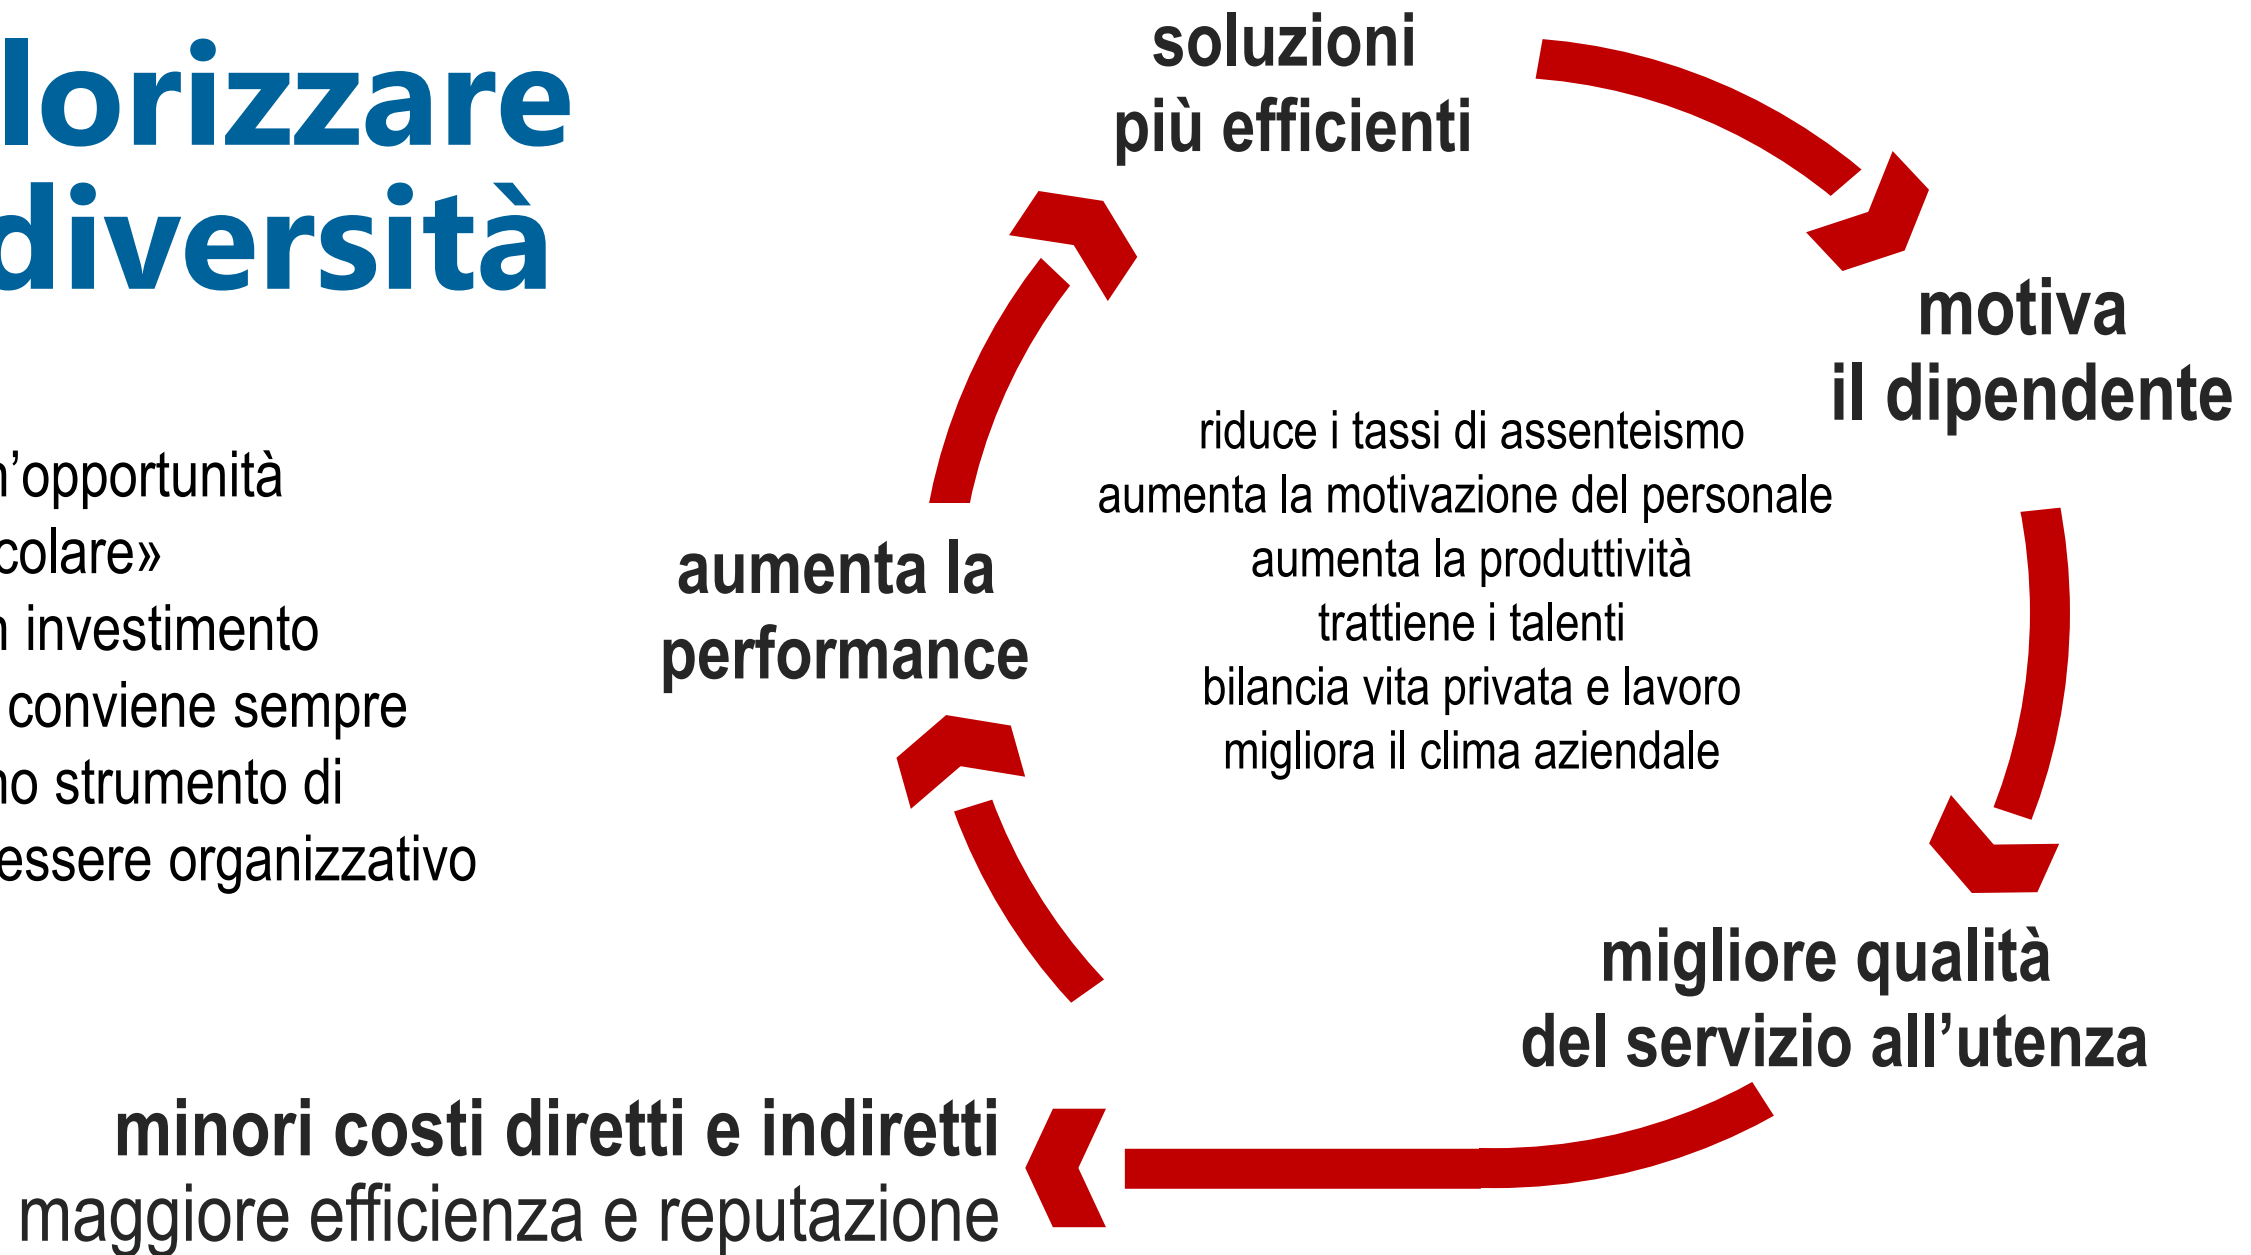 lorizzare
diversità
n’opportunità
colare»
n investimento
conviene sempre
no strumento di
essere organizzativo
soluzioni
più efficienti
motiva
il dipendente
riduce i tassi di assenteismo
aumenta la motivazione del personale
aumenta la produttività
trattiene i talenti
bilancia vita privata e lavoro
migliora il clima aziendale
aumenta la
performance
migliore qualità
del servizio all’utenza
minori costi diretti e indiretti
maggiore efficienza e reputazione